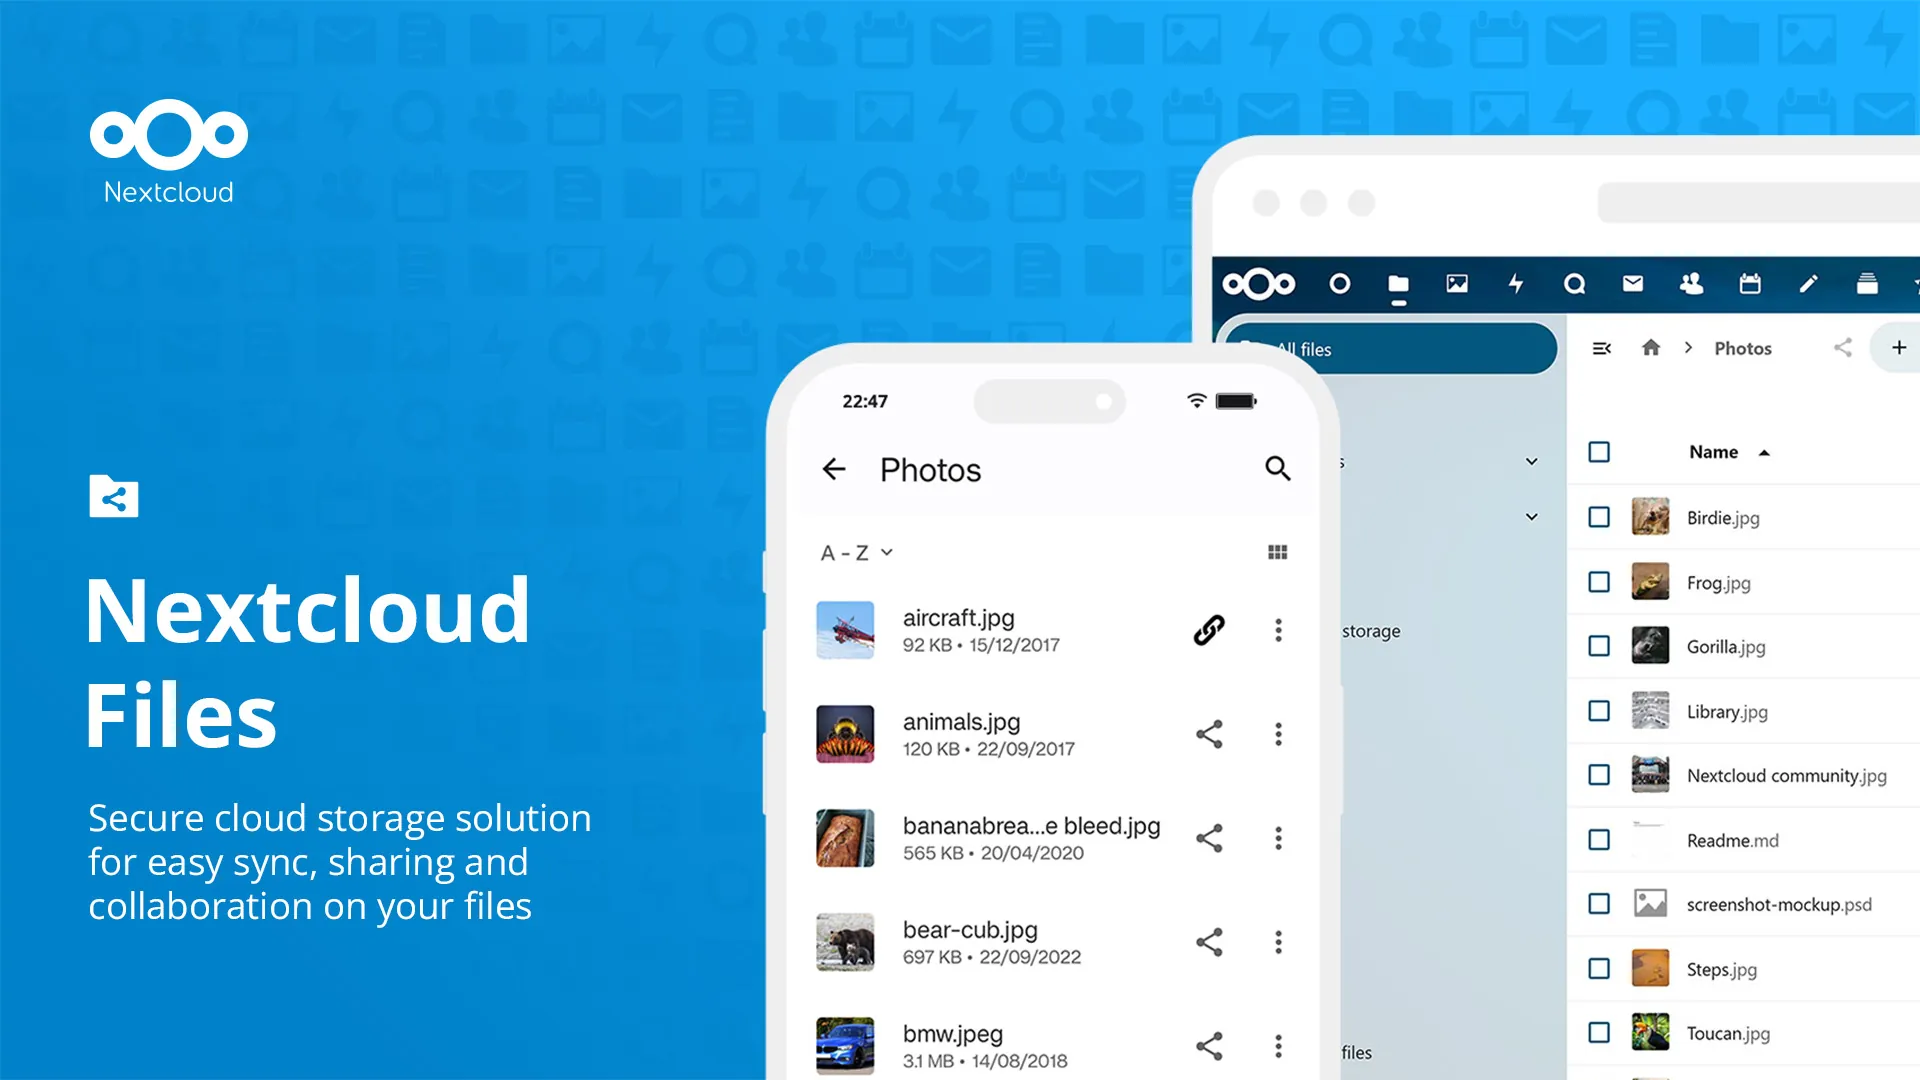 Nextcloud
Nextcloud
Files
Secure cloud storage solution
for easy sync, sharing and
collaboration on your files
22:47
Photos
A - Z
aircraft.jpg
92 KB • 15/12/2017
animals.jpg
120 KB • 22/09/2017
bananabrea...e bleed.jpg
565 KB • 20/04/2020
bear-cub.jpg
697 KB • 22/09/2022
bmw.jpeg
3.1 MB • 14/08/2018
All files
s
storage
files
Photos
Name
Birdie.jpg
Frog.jpg
Gorilla.jpg
Library.jpg
Nextcloud community.jpg
Readme.md
screenshot-mockup.psd
Steps.jpg
Toucan.jpg